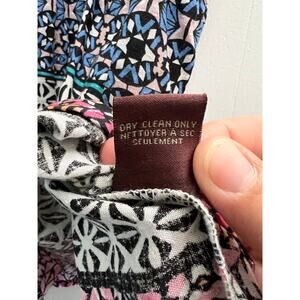 DRY CLEAN ONLY
NETTOYER A SEC
SEULEMENT